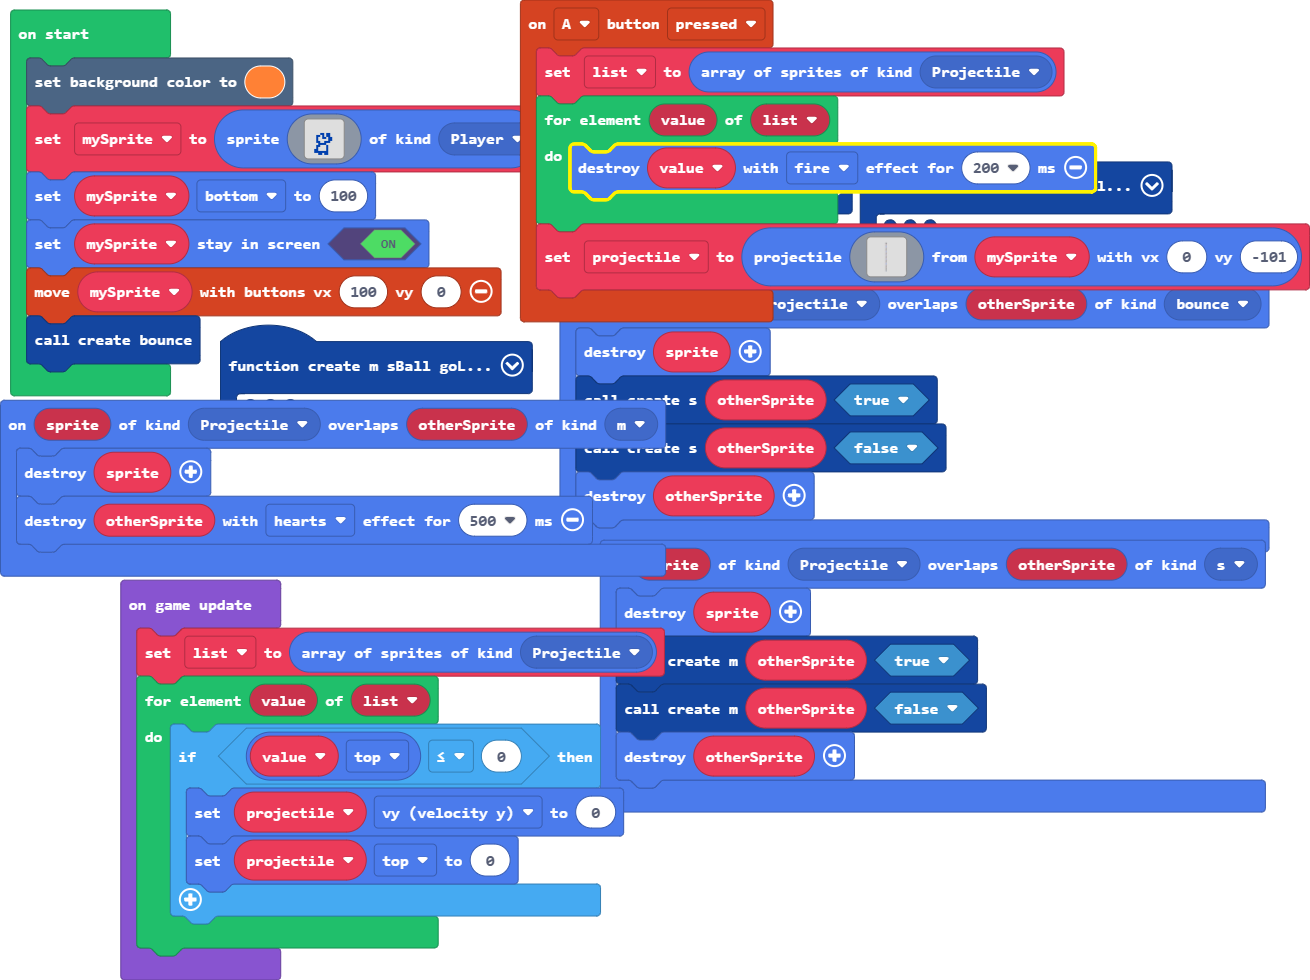 on start
set background color to
set mySprite to sprite of kind Player
set mySprite bottom to 100
set mySprite stay in screen ON
move mySprite with buttons vx 100 vy 0
call create bounce
on A button pressed
set list to array of sprites of kind Projectile
for element value of list
do destroy value with fire effect for 200 ms
set projectile to projectile from mySprite with vx 0 vy -101
l...
function create m sBall goL...
on sprite of kind Projectile overlaps otherSprite of kind m
destroy sprite
destroy otherSprite with hearts effect for 500 ms
rojectile overlaps otherSprite of kind bounce
destroy sprite
call create s otherSprite true
call create s otherSprite false
destroy otherSprite
rite of kind Projectile overlaps otherSprite of kind s
destroy sprite
create m otherSprite true
call create m otherSprite false
destroy otherSprite
on game update
set list to array of sprites of kind Projectile
for element value of list
do
if value top ≤ 0 then
set projectile vy (velocity y) to 0
set projectile top to 0